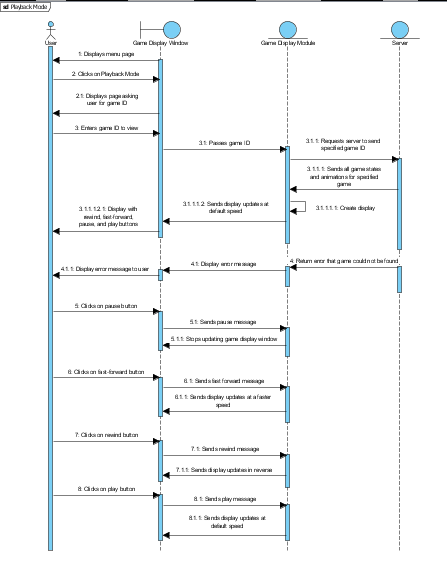 sd Playback Mode
User
Game Display Window
Game Display Module
Server
1: Displays menu page
2: Clicks on Playback Mode
2.1: Displays page asking
user for game ID
3: Enters game ID to view
3.1: Passes game ID
3.1.1: Requests server to send
specified game ID
3.1.1.1: Sends all game states
and animations for specified
game
3.1.1.1.1: Create display
3.1.1.1.2: Sends display updates at
default speed
3.1.1.1.2.1: Display with
rewind, fast-forward,
pause, and play buttons
4: Return error that game could not be found
4.1: Display error message
4.1.1: Display error message to user
5: Clicks on pause button
5.1: Sends pause message
5.1.1: Stops updating game display window
6: Clicks on fast-forward button
6.1: Sends fast forward message
6.1.1: Sends display updates at a faster
speed
7: Clicks on rewind button
7.1: Sends rewind message
7.1.1: Sends display updates in reverse
8: Clicks on play button
8.1: Sends play message
8.1.1: Sends display updates at
default speed